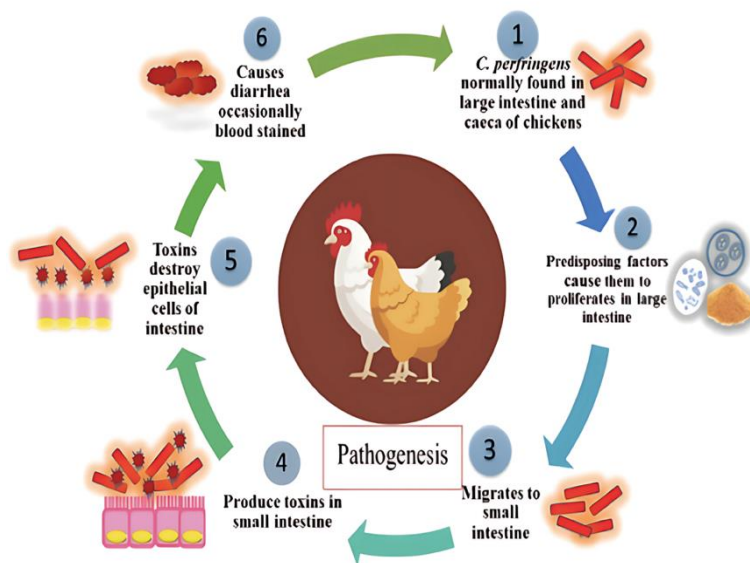 1
C. perfringens
normally found in
large intestine and
caeca of chickens
2
Predisposing factors
cause them to
proliferates in large
intestine
3
Migrates to
small
intestine
4
Produce toxins in
small intestine
5
Toxins
destroy
epithelial
cells of
intestine
6
Causes
diarrhea
occasionally
blood stained
Pathogenesis